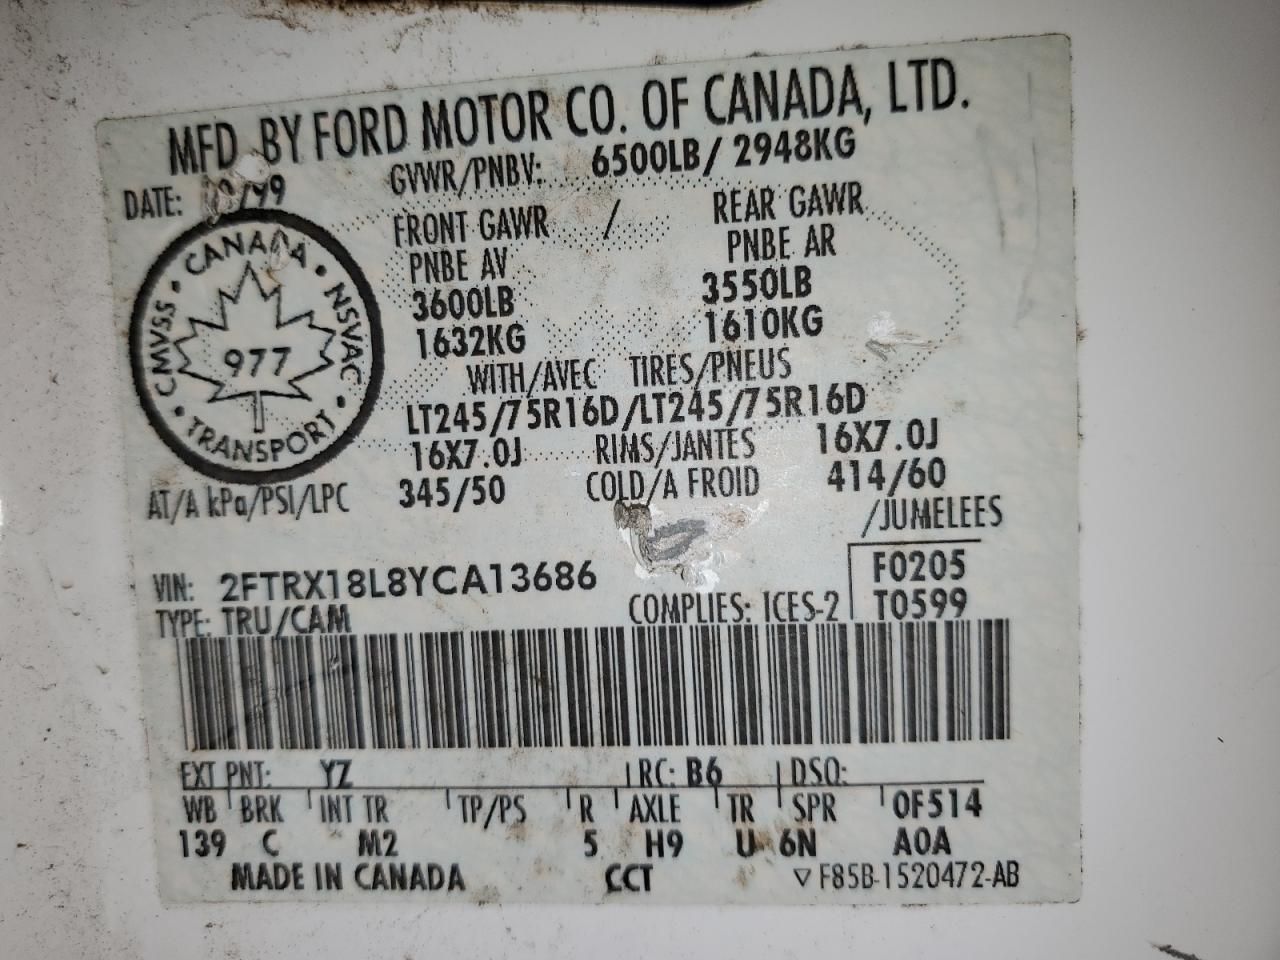 MFD. BY FORD MOTOR CO. OF CANADA, LTD.
DATE: /99
GVWR/PNBV: 6500LB/ 2948KG
FRONT GAWR / REAR GAWR
PNBE AV PNBE AR
3600LB 3550LB
1632KG 1610KG
WITH/AVEC TIRES/PNEUS
LT245/75R16D/LT245/75R16D
16X7.0J RIMS/JANTES 16X7.0J
AT/A kPa/PSI/LPC 345/50 COLD/A FROID 414/60
/JUMELEES
CANADA • NSVAC • TRANSPORT • CMVSS •
977
VIN: 2FTRX18L8YCA13686
F0205
TYPE: TRU/CAM COMPLIES: ICES-2 T0599
EXT PNT: YZ RC: B6 DSO:
WB BRK INT TR TP/PS R AXLE TR SPR 0F514
139 C M2 5 H9 U 6N A0A
MADE IN CANADA CCT ▽ F85B-1520472-AB